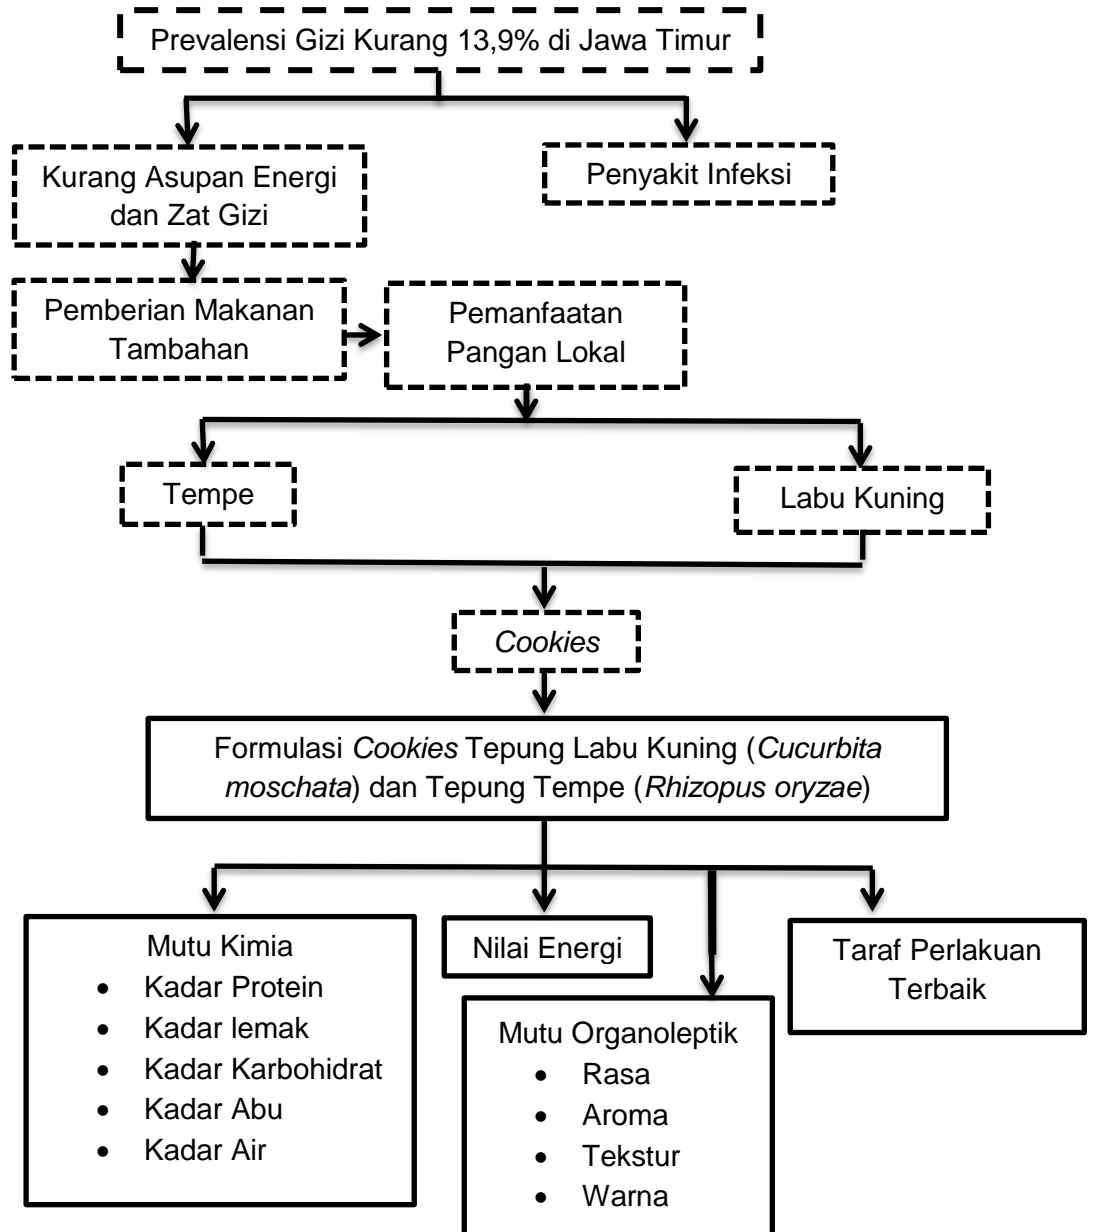 Prevalensi Gizi Kurang 13,9% di Jawa Timur
Kurang Asupan Energi
dan Zat Gizi
Penyakit Infeksi
Pemberian Makanan
Tambahan
Pemanfaatan
Pangan Lokal
Tempe
Labu Kuning
Cookies
Formulasi Cookies Tepung Labu Kuning (Cucurbita
moschata) dan Tepung Tempe (Rhizopus oryzae)
Mutu Kimia
• Kadar Protein
• Kadar lemak
• Kadar Karbohidrat
• Kadar Abu
• Kadar Air
Nilai Energi
Mutu Organoleptik
• Rasa
• Aroma
• Tekstur
• Warna
Taraf Perlakuan
Terbaik